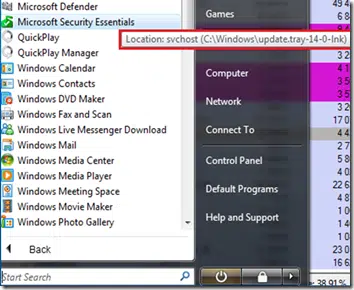 Microsoft Defender
Microsoft Security Essentials
QuickPlay
QuickPlay Manager
Windows Calendar
Windows Contacts
Windows DVD Maker
Windows Fax and Scan
Windows Live Messenger Download
Windows Mail
Windows Media Center
Windows Media Player
Windows Meeting Space
Windows Movie Maker
Windows Photo Gallery
Back
Start Search
Games
Location: svchost (C:\Windows\update.tray-14-0-lnk)
Computer
Network
Connect To
Control Panel
Default Programs
Help and Support
38.91%